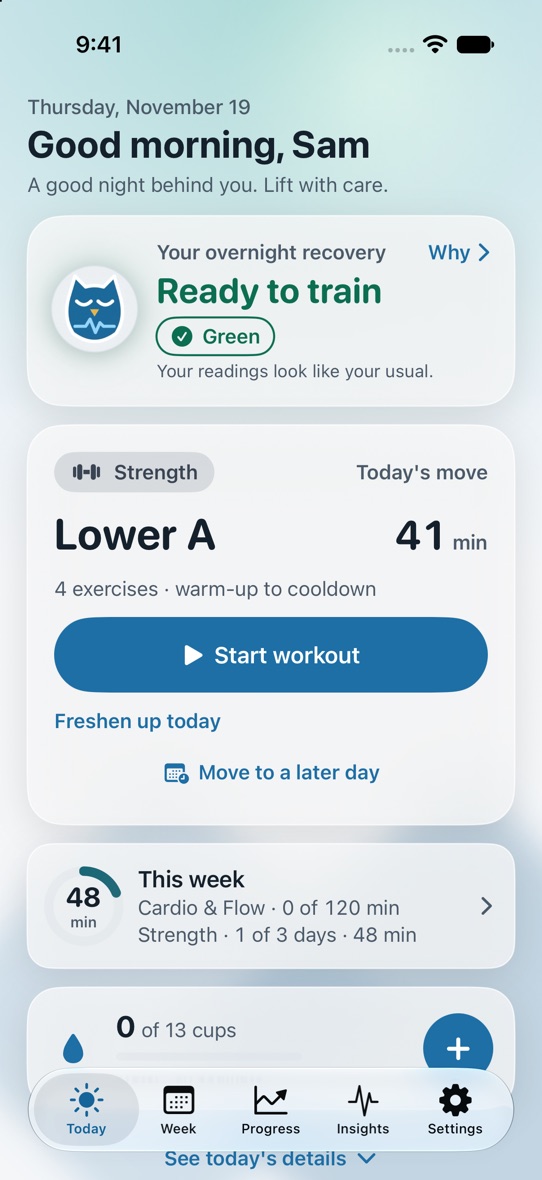 9:41
Thursday, November 19
Good morning, Sam
A good night behind you. Lift with care.
Your overnight recovery
Why
Ready to train
Green
Your readings look like your usual.
Strength
Today's move
Lower A
41 min
4 exercises · warm-up to cooldown
Start workout
Freshen up today
Move to a later day
48
min
This week
Cardio & Flow · 0 of 120 min
Strength · 1 of 3 days · 48 min
0 of 13 cups
Today
Week
Progress
Insights
Settings
See today's details